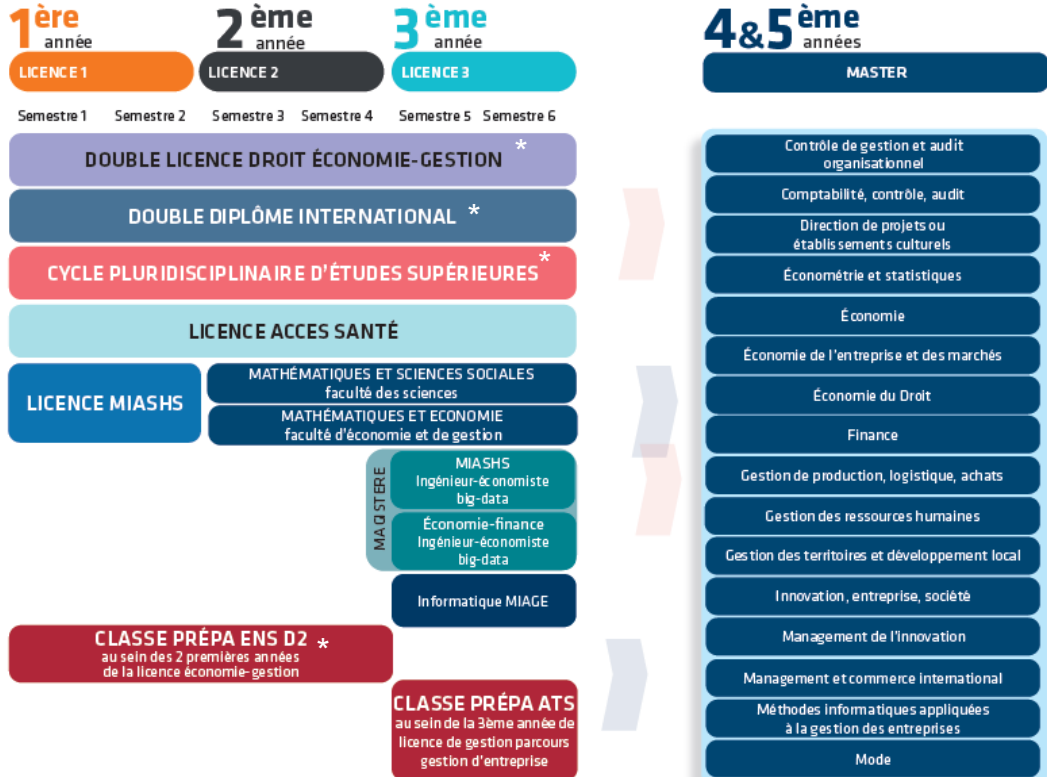 1ère année
2ème année
3ème année
4&5ème années
LICENCE 1
LICENCE 2
LICENCE 3
MASTER
Semestre 1
Semestre 2
Semestre 3
Semestre 4
Semestre 5
Semestre 6
DOUBLE LICENCE DROIT ÉCONOMIE-GESTION *
DOUBLE DIPLÔME INTERNATIONAL *
CYCLE PLURIDISCIPLINAIRE D'ÉTUDES SUPÉRIEURES *
LICENCE ACCES SANTÉ
LICENCE MIASHS
MATHÉMATIQUES ET SCIENCES SOCIALES
faculté des sciences
MATHÉMATIQUES ET ECONOMIE
faculté d'économie et de gestion
MAGISTERE
MIASHS
Ingénieur-économiste
big-data
Économie-finance
Ingénieur-économiste
big-data
Informatique MIAGE
CLASSE PRÉPA ENS D2 *
au sein des 2 premières années
de la licence économie-gestion
CLASSE PRÉPA ATS
au sein de la 3ème année de
licence de gestion parcours
gestion d'entreprise
Contrôle de gestion et audit
organisationnel
Comptabilité, contrôle, audit
Direction de projets ou
établissements culturels
Économétrie et statistiques
Économie
Économie de l'entreprise et des marchés
Économie du Droit
Finance
Gestion de production, logistique, achats
Gestion des ressources humaines
Gestion des territoires et développement local
Innovation, entreprise, société
Management de l'innovation
Management et commerce international
Méthodes informatiques appliquées
à la gestion des entreprises
Mode